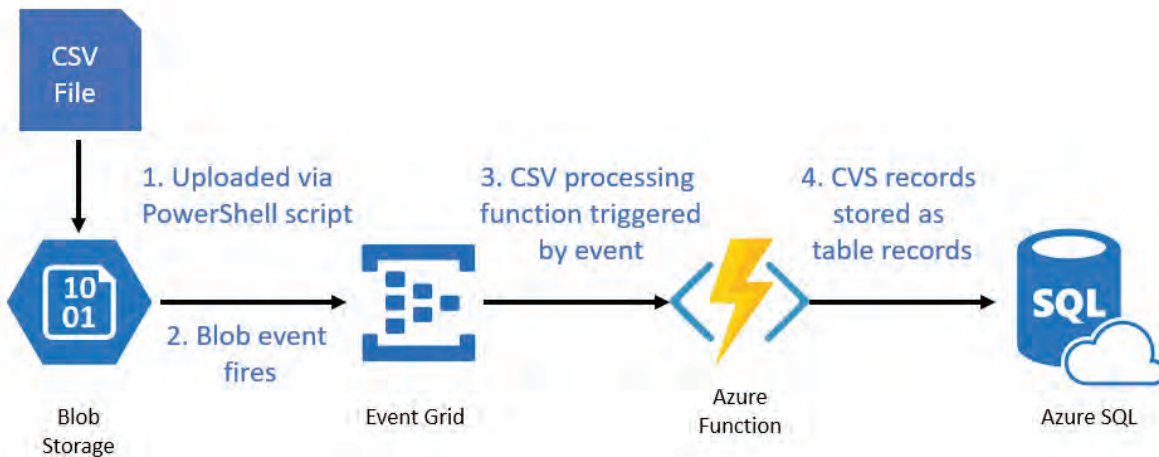 CSV
File
1. Uploaded via
PowerShell script
3. CSV processing
function triggered
by event
4. CVS records
stored as
table records
10
01
SQL
2. Blob event
fires
Blob
Storage
Event Grid
Azure
Function
Azure SQL